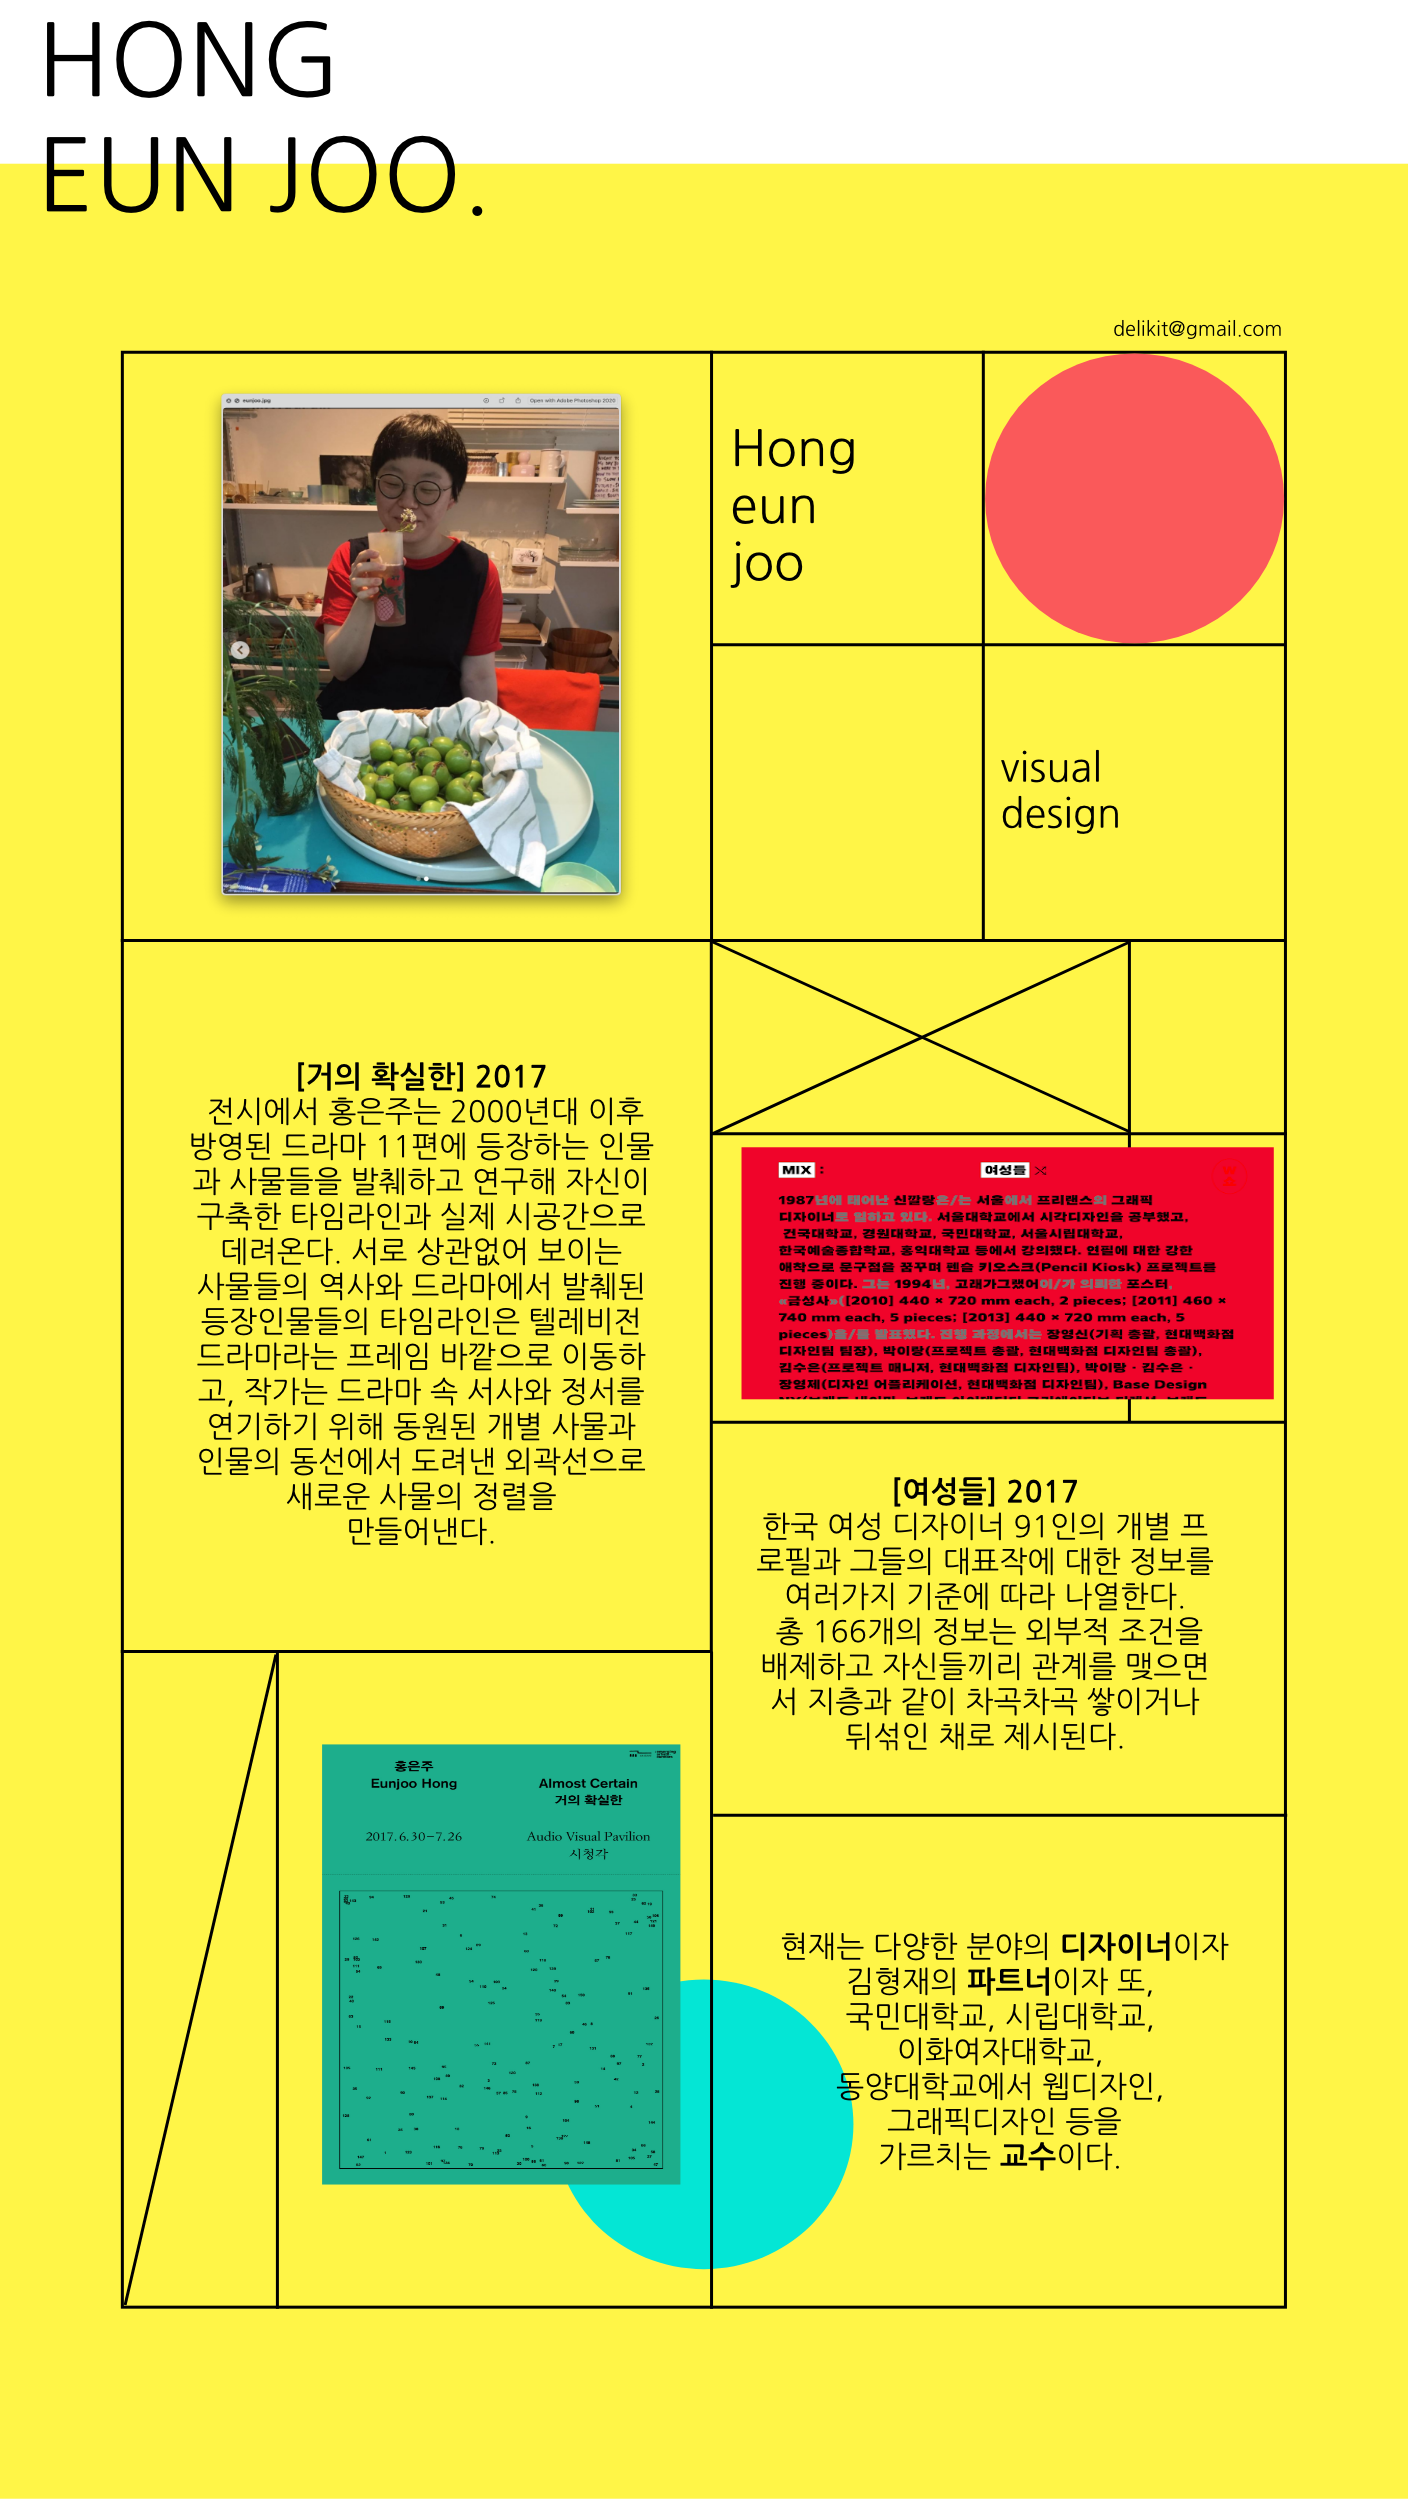 HONG
EUN JOO.
delikit@gmail.com
eunjoo.jpg
Open with Adobe Photoshop 2020
Hong
eun
joo
visual
design
[거의 확실한] 2017
전시에서 홍은주는 2000년대 이후
방영된 드라마 11편에 등장하는 인물
과 사물들을 발췌하고 연구해 자신이
구축한 타임라인과 실제 시공간으로
데려온다. 서로 상관없어 보이는
사물들의 역사와 드라마에서 발췌된
등장인물들의 타임라인은 텔레비전
드라마라는 프레임 바깥으로 이동하
고, 작가는 드라마 속 서사와 정서를
연기하기 위해 동원된 개별 사물과
인물의 동선에서 도려낸 외곽선으로
새로운 사물의 정렬을
만들어낸다.
MIX :
여성들
1987년에 태어난 신깔랑은/는 서울에서 프리랜스의 그래픽
디자이너로 일하고 있다. 서울대학교에서 시각디자인을 공부했고,
건국대학교, 경원대학교, 국민대학교, 서울시립대학교,
한국예술종합학교, 홍익대학교 등에서 강의했다. 연필에 대한 강한
애착으로 문구점을 꿈꾸며 펜슬 키오스크(Pencil Kiosk) 프로젝트를
진행 중이다. 그는 1994년, 고래가그랬어이/가 의뢰한 포스터,
«금성사»([2010] 440 × 720 mm each, 2 pieces; [2011] 460 ×
740 mm each, 5 pieces; [2013] 440 × 720 mm each, 5
pieces)을/를 발표했다. 진행 과정에서는 장영신(기획 총괄, 현대백화점
디자인팀 팀장), 박이랑(프로젝트 총괄, 현대백화점 디자인팀 총괄),
김수은(프로젝트 매니저, 현대백화점 디자인팀), 박이랑·김수은·
장영제(디자인 어플리케이션, 현대백화점 디자인팀), Base Design
[여성들] 2017
한국 여성 디자이너 91인의 개별 프
로필과 그들의 대표작에 대한 정보를
여러가지 기준에 따라 나열한다.
총 166개의 정보는 외부적 조건을
배제하고 자신들끼리 관계를 맺으면
서 지층과 같이 차곡차곡 쌓이거나
뒤섞인 채로 제시된다.
홍은주
Eunjoo Hong
Almost Certain
거의 확실한
2017.6.30–7.26
Audio Visual Pavilion
시청각
현재는 다양한 분야의 디자이너이자
김형재의 파트너이자 또,
국민대학교, 시립대학교,
이화여자대학교,
동양대학교에서 웹디자인,
그래픽디자인 등을
가르치는 교수이다.